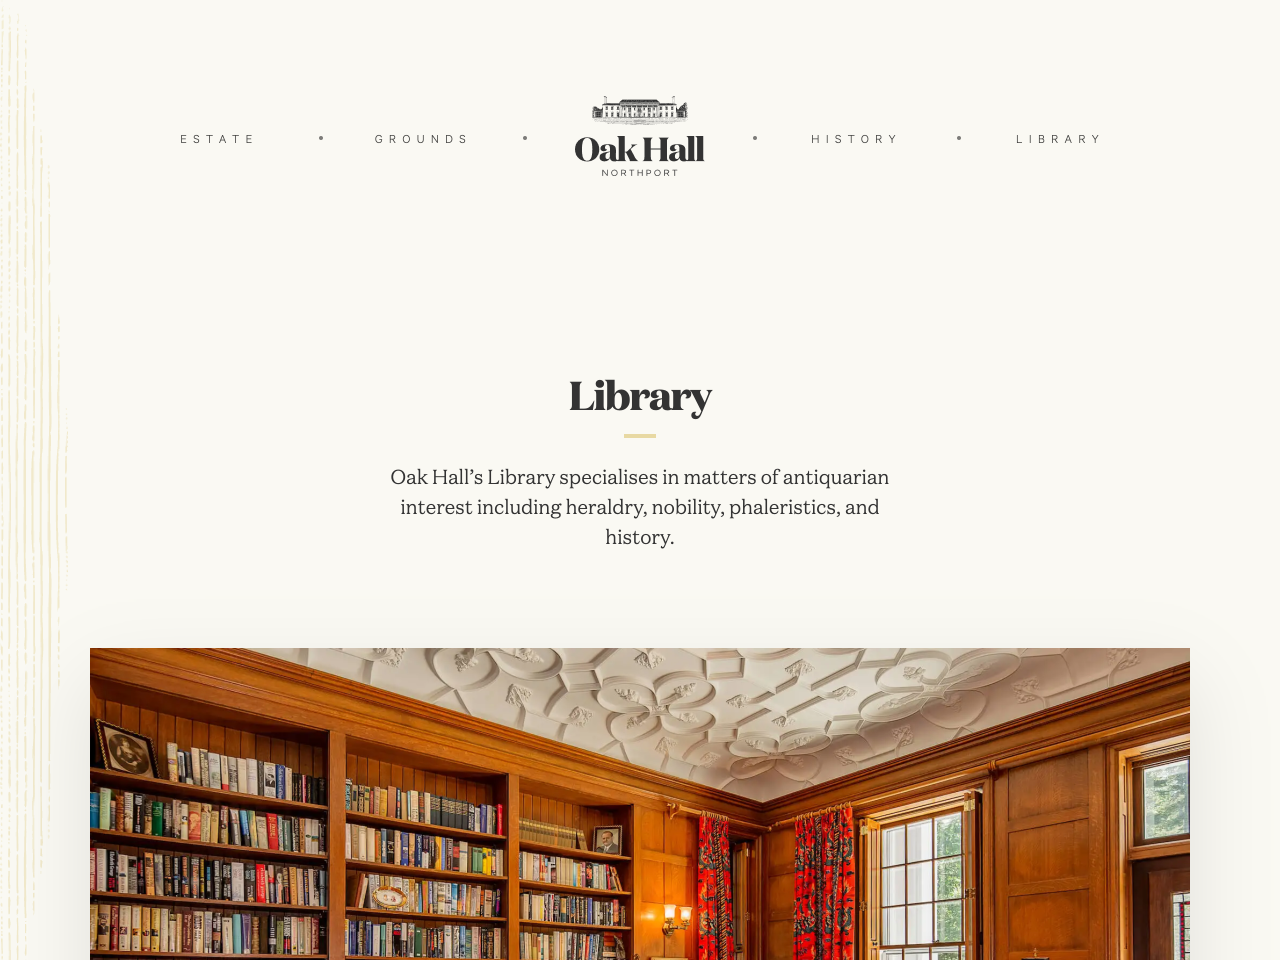 ESTATE
GROUNDS
Oak Hall
NORTHPORT
HISTORY
LIBRARY
Library
Oak Hall’s Library specialises in matters of antiquarian
interest including heraldry, nobility, phaleristics, and
history.